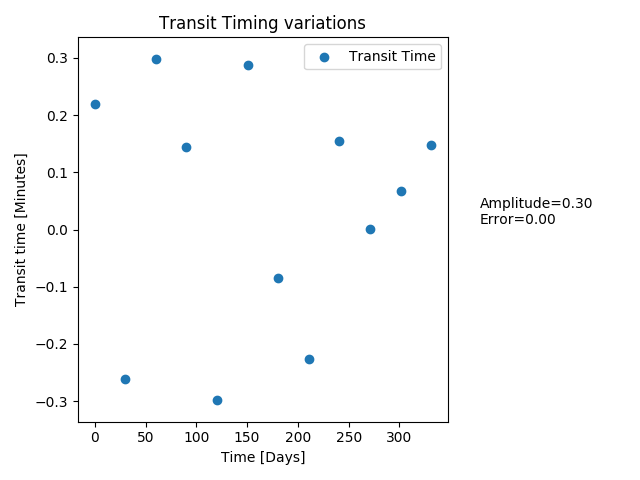 Transit Timing variations
Transit Time
Transit time [Minutes]
0.3
0.2
0.1
0.0
−0.1
−0.2
−0.3
0 50 100 150 200 250 300
Time [Days]
Amplitude=0.30
Error=0.00